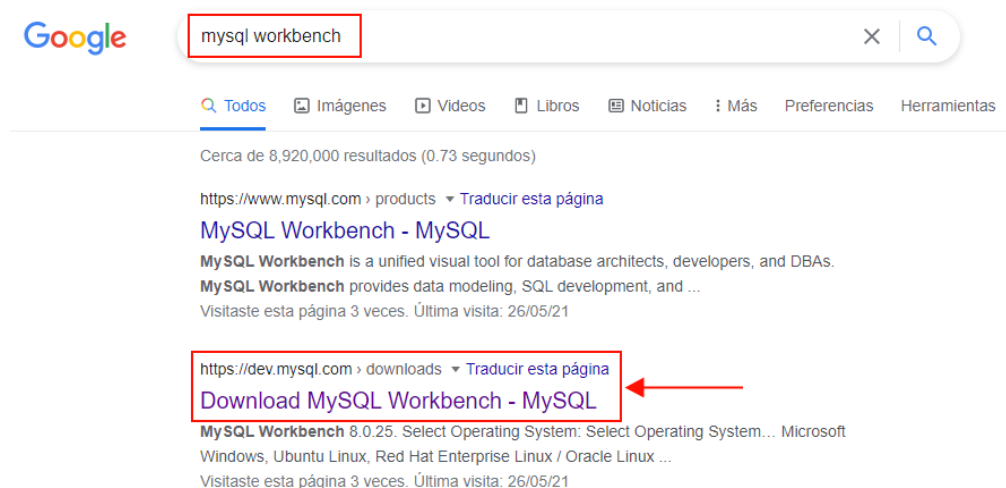 Google
mysql workbench
Todos Imágenes Videos Libros Noticias Más Preferencias Herramientas
Cerca de 8,920,000 resultados (0.73 segundos)
https://www.mysql.com › products Traducir esta página
MySQL Workbench - MySQL
MySQL Workbench is a unified visual tool for database architects, developers, and DBAs.
MySQL Workbench provides data modeling, SQL development, and ...
Visitaste esta página 3 veces. Última visita: 26/05/21
https://dev.mysql.com › downloads Traducir esta página
Download MySQL Workbench - MySQL
MySQL Workbench 8.0.25. Select Operating System: Select Operating System… Microsoft
Windows, Ubuntu Linux, Red Hat Enterprise Linux / Oracle Linux ...
Visitaste esta página 3 veces. Última visita: 26/05/21